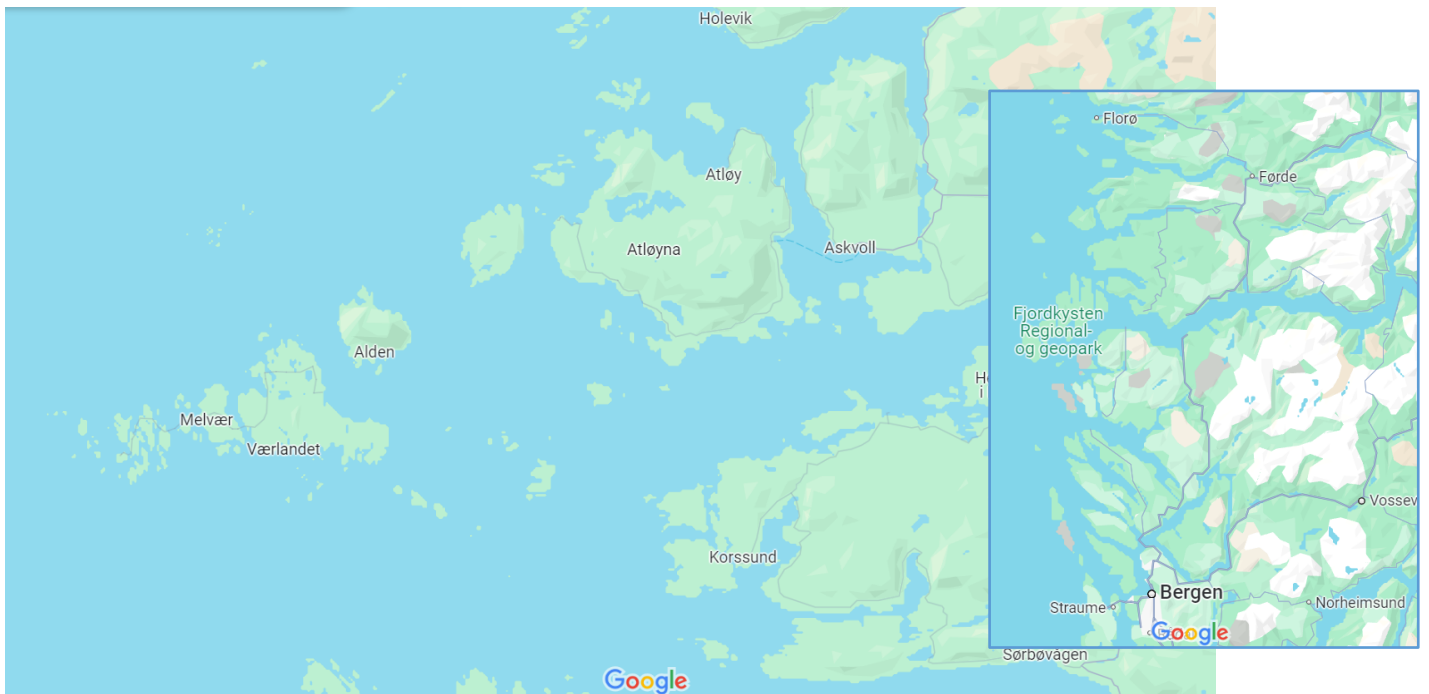 Holevik
Atløy
Atløyna
Askvoll
Alden
Melvær
Værlandet
Korssund
Sørbøvågen
Google
Florø
Førde
Fjordkysten
Regional-
og geopark
Bergen
Straume
Norheimsund
Google